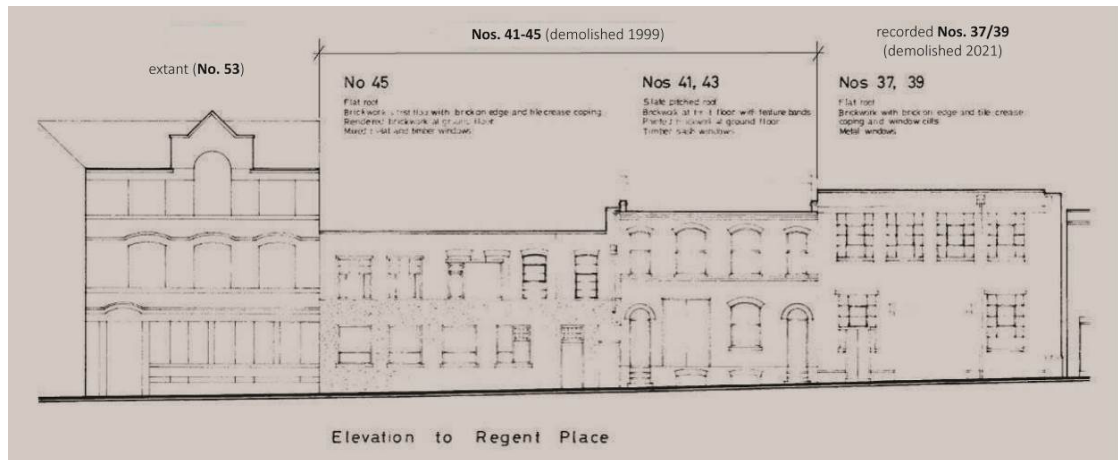 Nos. 41-45 (demolished 1999)
recorded Nos. 37/39
(demolished 2021)
extant (No. 53)
No 45
Flat roof
Brickwork first floor with brick on edge and tile crease coping
Rendered brickwork at ground floor
Mixed metal and timber windows
Nos 41, 43
Slate pitched roof
Brickwork at first floor with texture bands
Painted brickwork at ground floor
Timber sash windows
Nos 37, 39
Flat roof
Brickwork with brick on edge and tile crease
coping and window cills
Metal windows
Elevation to Regent Place